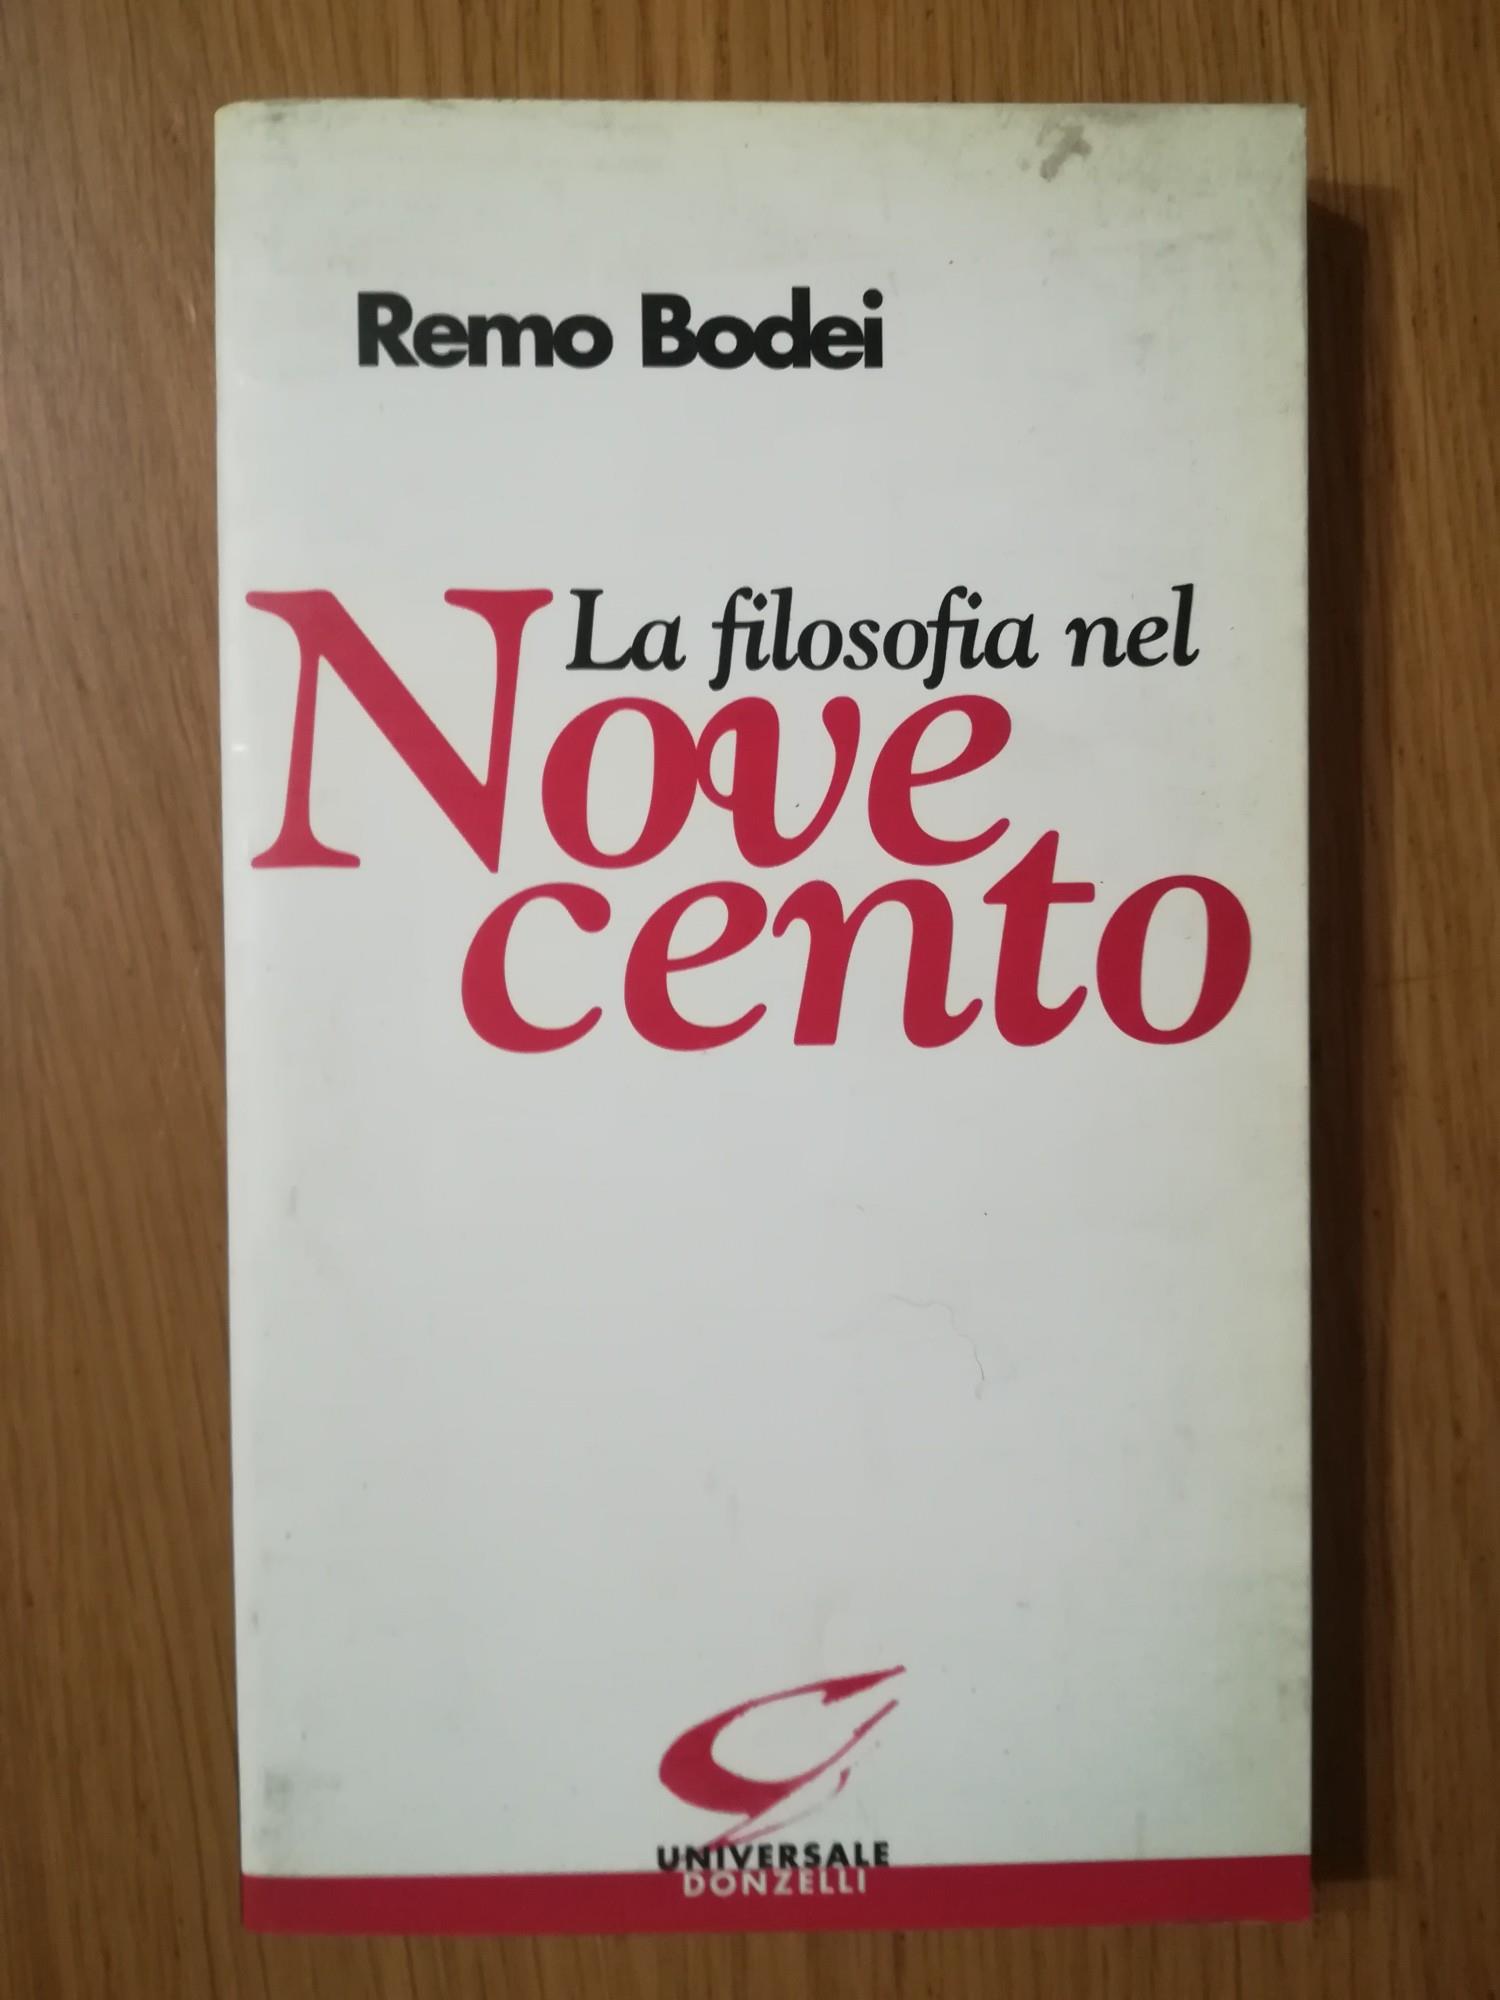 Remo Bodei
La filosofia nel
Nove
cento
UNIVERSALE
DONZELLI